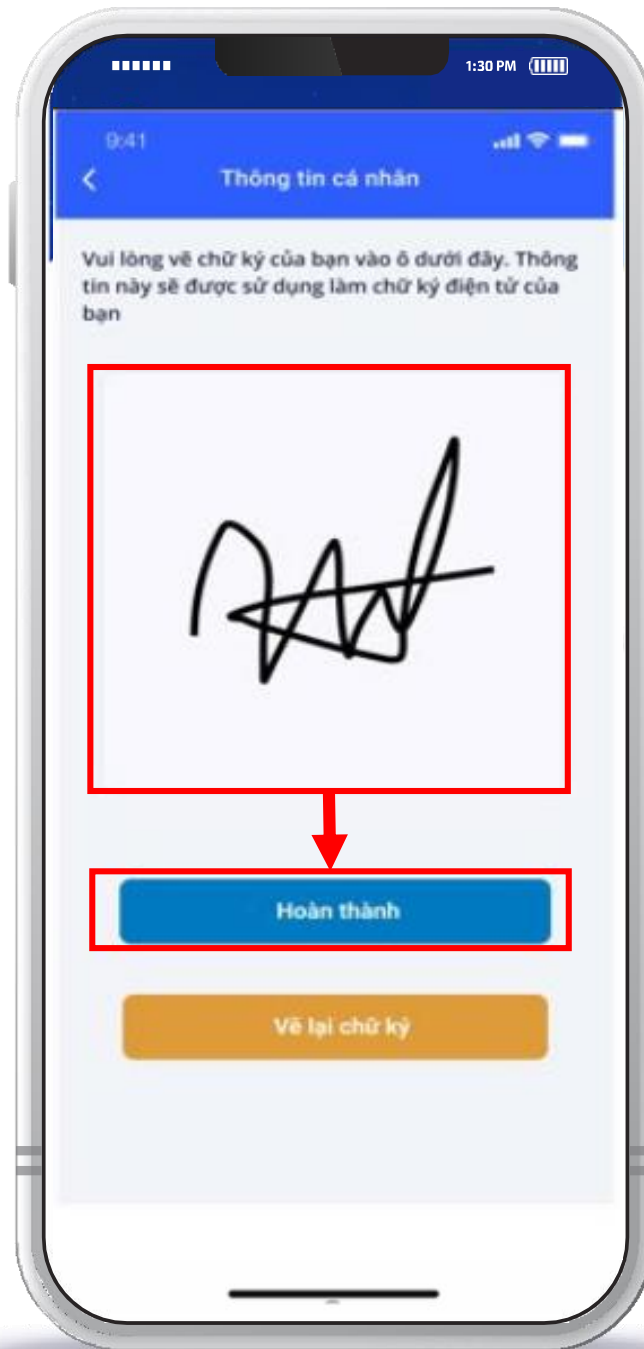 1:30 PM
9:41
Thông tin cá nhân
Vui lòng vẽ chữ ký của bạn vào ô dưới đây. Thông
tin này sẽ được sử dụng làm chữ ký điện tử của
bạn
Hoàn thành
Vẽ lại chữ ký